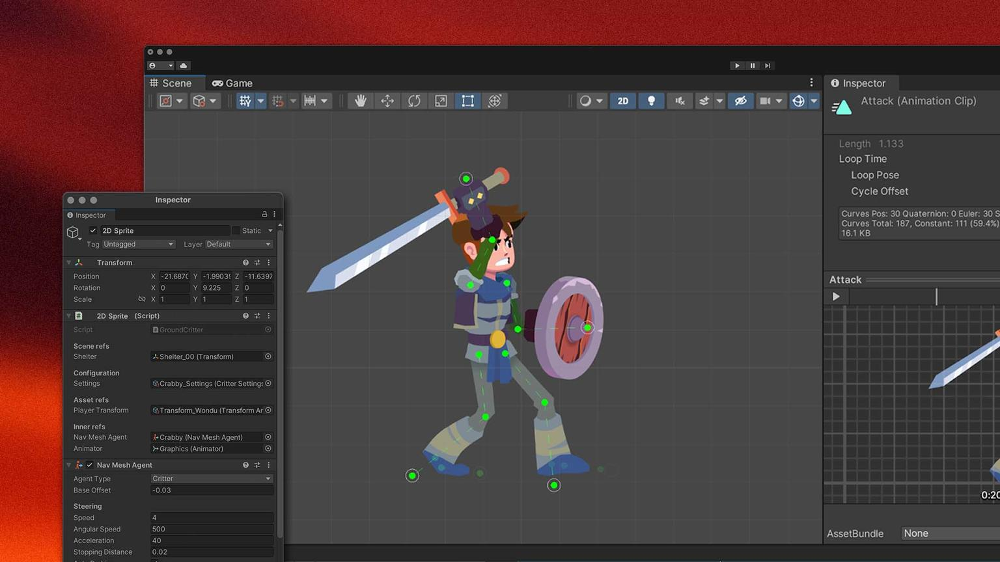 Scene
Game
2D
Inspector
Attack (Animation Clip)
Length 1.133
Loop Time
Loop Pose
Cycle Offset
Curves Pos: 30 Quaternion: 0 Euler: 30 S
Curves Total: 187, Constant: 111 (59.4%)
16.1 KB
Attack
0:20
AssetBundle None
Inspector
Inspector
2D Sprite Static
Tag Untagged Layer Default
Transform
Position X -21.687 Y -1.9903 Z -11.6397
Rotation X 0 Y 9.225 Z 0
Scale X 1 Y 1 Z 1
2D Sprite (Script)
Script GroundCritter
Scene refs
Shelter Shelter_00 (Transform)
Configuration
Settings Crabby_Settings (Critter Settings
Asset refs
Player Transform Transform_Wondu (Transform An
Inner refs
Nav Mesh Agent Crabby (Nav Mesh Agent)
Animator Graphics (Animator)
Nav Mesh Agent
Agent Type Critter
Base Offset -0.03
Steering
Speed 4
Angular Speed 500
Acceleration 40
Stopping Distance 0.02